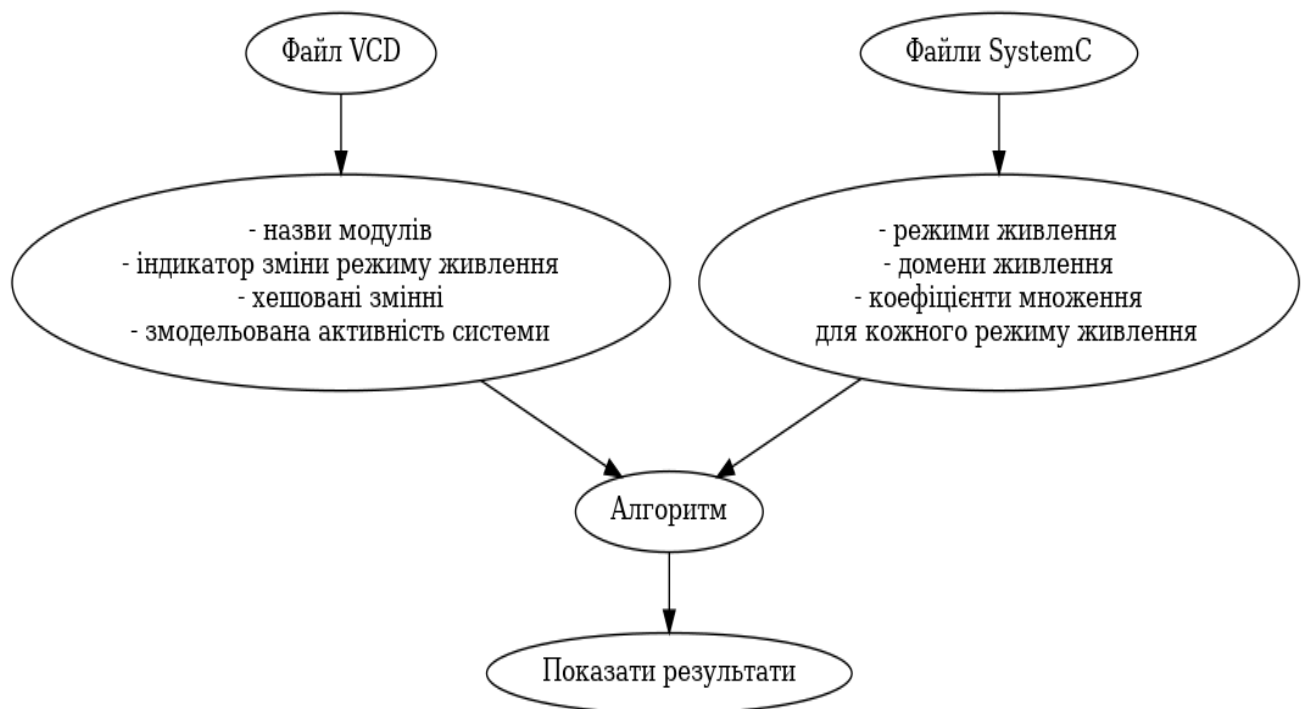 Файл VCD
Файли SystemC
- назви модулів
- індикатор зміни режиму живлення
- хешовані змінні
- змодельована активність системи
- режими живлення
- домени живлення
- коефіцієнти множення
для кожного режиму живлення
Алгоритм
Показати результати